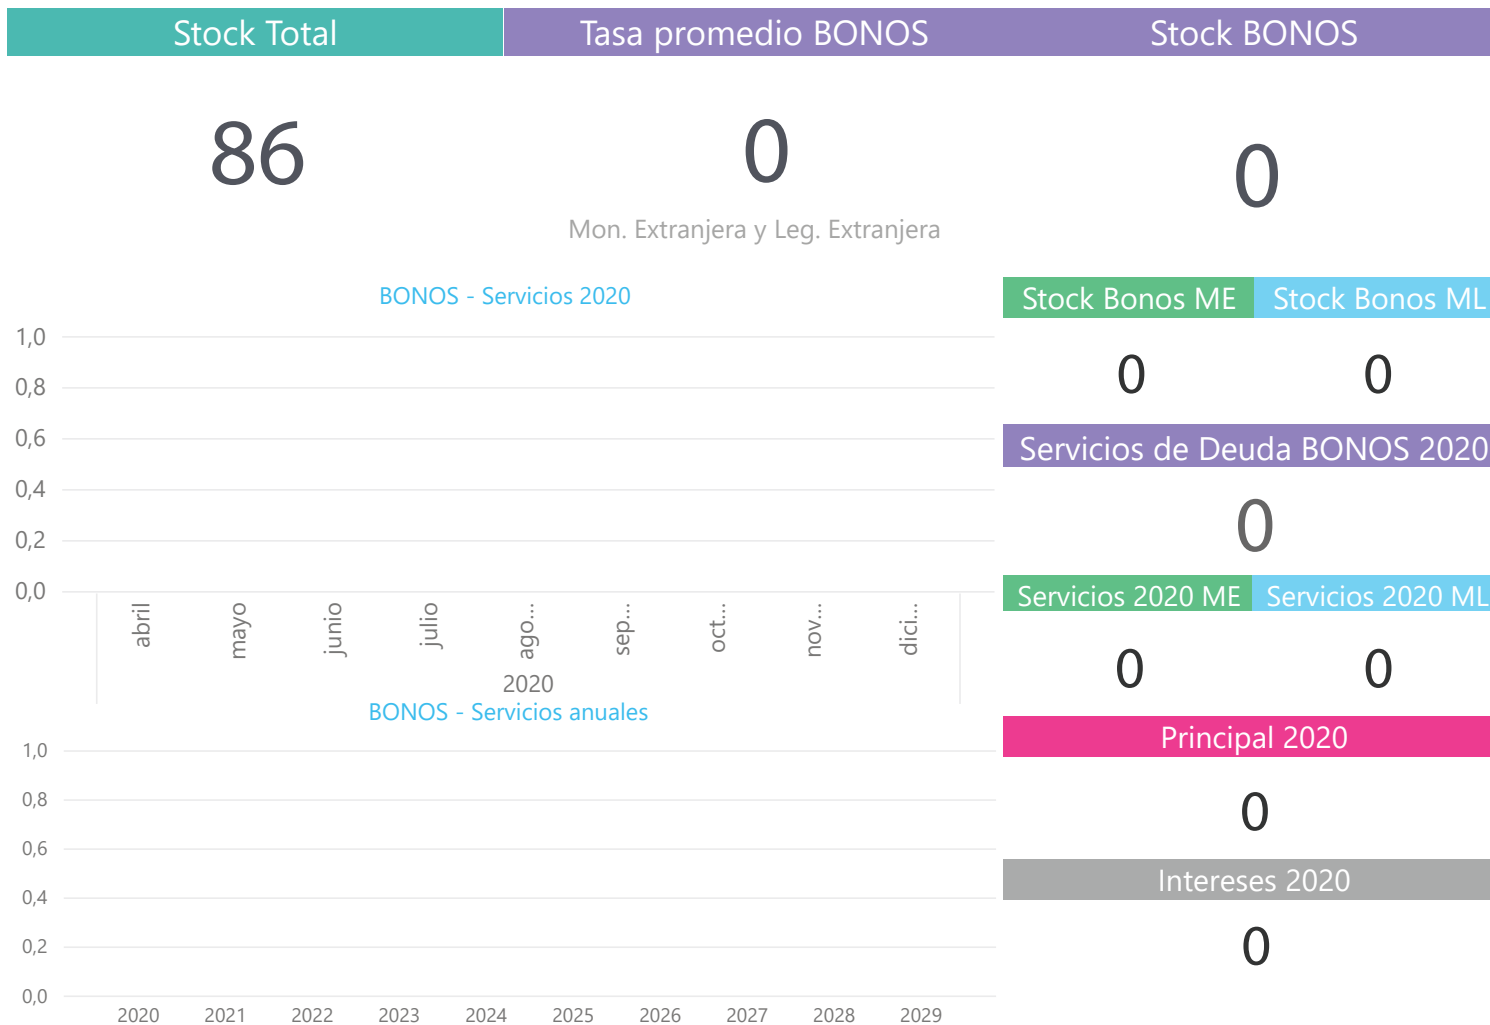 Stock Total
Tasa promedio BONOS
Stock BONOS
86
0
0
Mon. Extranjera y Leg. Extranjera
BONOS - Servicios 2020
1,0
0,8
0,6
0,4
0,2
0,0
abril
mayo
junio
julio
ago...
sep...
oct...
nov...
dici...
2020
Stock Bonos ME
Stock Bonos ML
0
0
Servicios de Deuda BONOS 2020
0
Servicios 2020 ME
Servicios 2020 ML
0
0
BONOS - Servicios anuales
1,0
0,8
0,6
0,4
0,2
0,0
2020
2021
2022
2023
2024
2025
2026
2027
2028
2029
Principal 2020
0
Intereses 2020
0